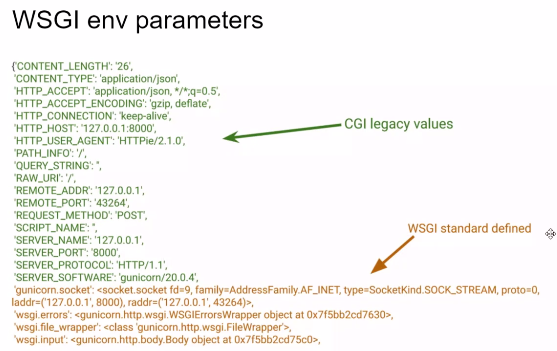 WSGI env parameters
{'CONTENT_LENGTH': '26',
'CONTENT_TYPE': 'application/json',
'HTTP_ACCEPT': 'application/json, */*;q=0.5',
'HTTP_ACCEPT_ENCODING': 'gzip, deflate',
'HTTP_CONNECTION': 'keep-alive',
'HTTP_HOST': '127.0.0.1:8000',
'HTTP_USER_AGENT': 'HTTPie/2.1.0',
'PATH_INFO': '/',
'QUERY_STRING': '',
'RAW_URI': '/',
'REMOTE_ADDR': '127.0.0.1',
'REMOTE_PORT': '43264',
'REQUEST_METHOD': 'POST',
'SCRIPT_NAME': '',
'SERVER_NAME': '127.0.0.1',
'SERVER_PORT': '8000',
'SERVER_PROTOCOL': 'HTTP/1.1',
'SERVER_SOFTWARE': 'gunicorn/20.0.4',
'gunicorn.socket': <socket.socket fd=9, family=AddressFamily.AF_INET, type=SocketKind.SOCK_STREAM, proto=0,
laddr=('127.0.0.1', 8000), raddr=('127.0.0.1', 43264)>,
'wsgi.errors': <gunicorn.http.wsgi.WSGIErrorsWrapper object at 0x7f5bb2cd7630>,
'wsgi.file_wrapper': <class 'gunicorn.http.wsgi.FileWrapper'>,
'wsgi.input': <gunicorn.http.body.Body object at 0x7f5bb2cd75c0>,
CGI legacy values
WSGI standard defined